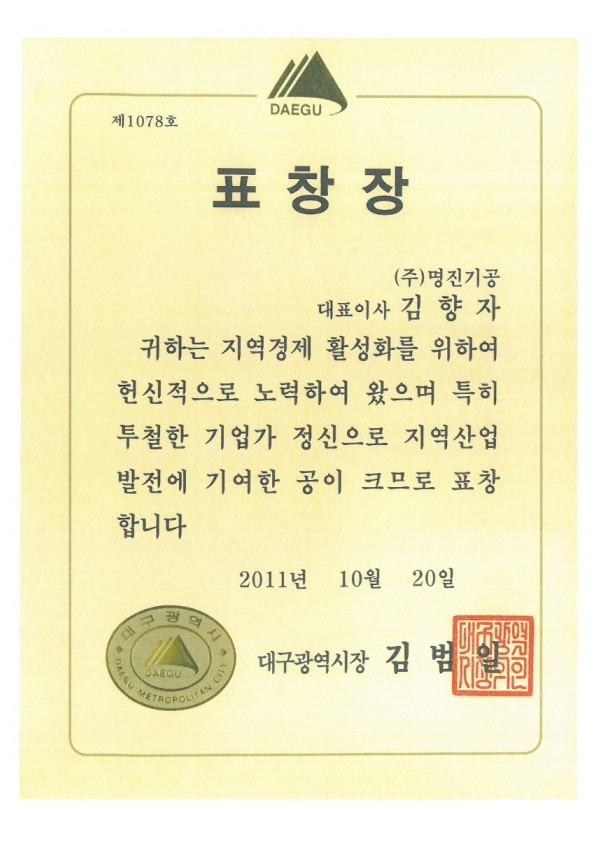 DAEGU
제1078호
표 창 장
(주)명진기공
대표이사 김 향 자
귀하는 지역경제 활성화를 위하여
헌신적으로 노력하여 왔으며 특히
투철한 기업가 정신으로 지역산업
발전에 기여한 공이 크므로 표창
합니다
2011년 10월 20일
대구광역시
DAEGU
DAEGU METROPOLITAN CITY
대구광역시장 김 범 일